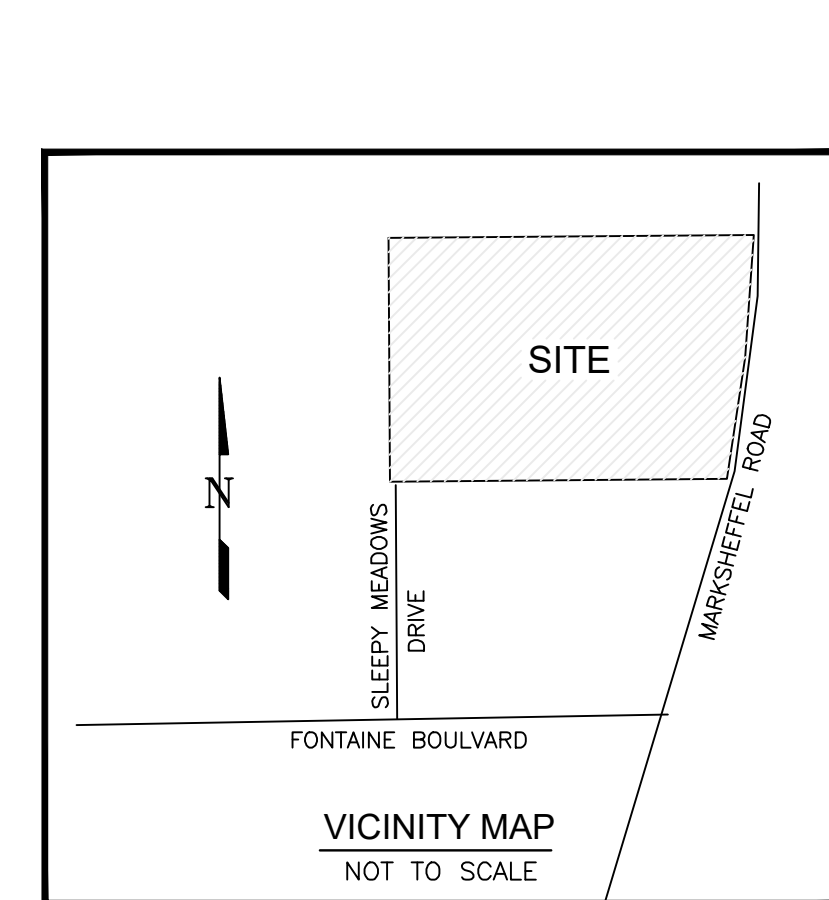 SITE
N
MARKSHEFFEL ROAD
SLEEPY MEADOWS
DRIVE
FONTAINE BOULVARD
VICINITY MAP
NOT TO SCALE